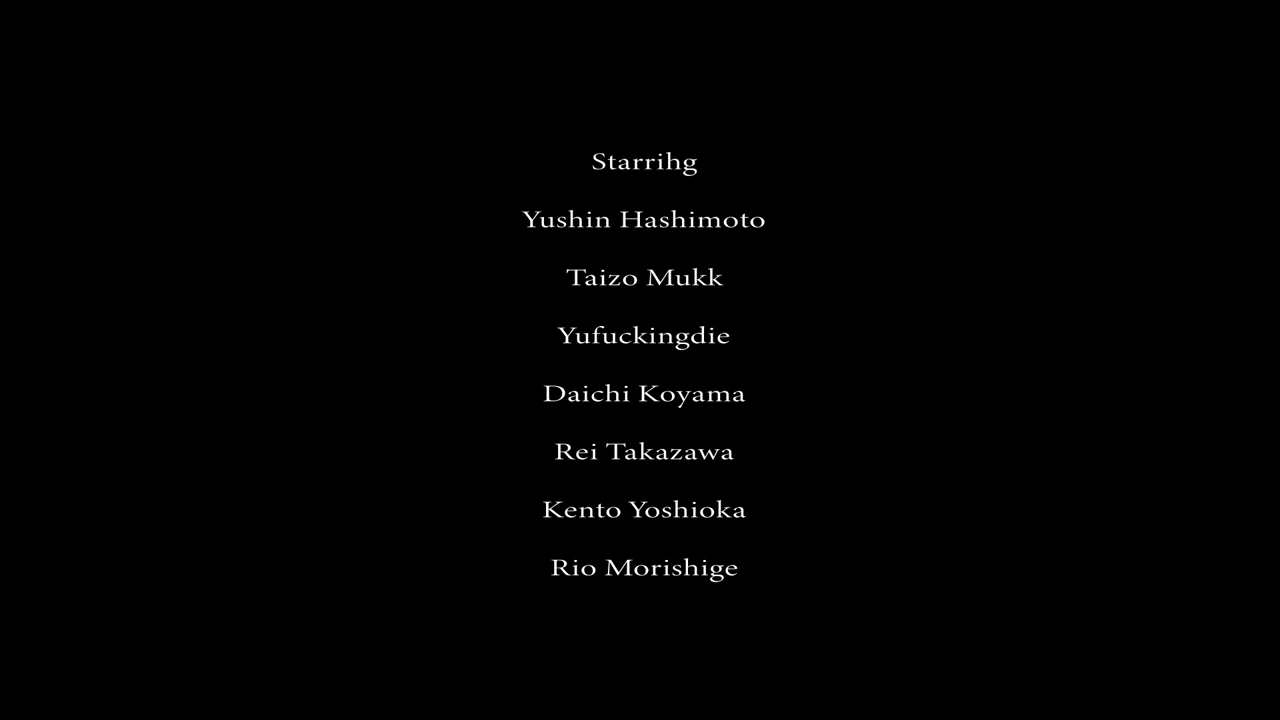 Starrihg
Yushin Hashimoto
Taizo Mukk
Yufuckingdie
Daichi Koyama
Rei Takazawa
Kento Yoshioka
Rio Morishige